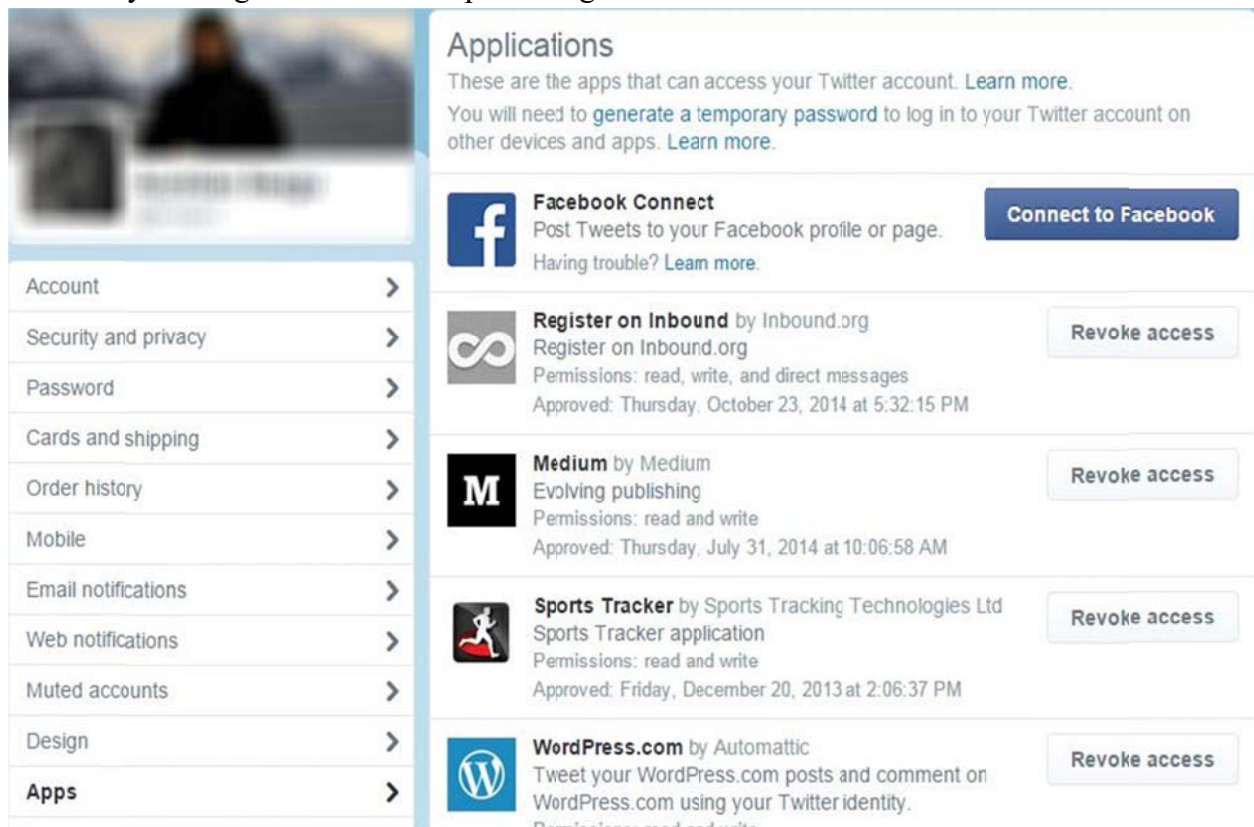 Applications
These are the apps that can access your Twitter account. Learn more.
You will need to generate a temporary password to log in to your Twitter account on
other devices and apps. Learn more.
Facebook Connect
Post Tweets to your Facebook profile or page.
Having trouble? Learn more.
Connect to Facebook
Account
Security and privacy
Password
Cards and shipping
Order history
Mobile
Email notifications
Web notifications
Muted accounts
Design
Apps
Register on Inbound by Inbound.org
Register on Inbound.org
Permissions: read, write, and direct messages
Approved: Thursday, October 23, 2014 at 5:32:15 PM
Revoke access
M
Medium by Medium
Evolving publishing
Permissions: read and write
Approved: Thursday, July 31, 2014 at 10:06:58 AM
Revoke access
Sports Tracker by Sports Tracking Technologies Ltd
Sports Tracker application
Permissions: read and write
Approved: Friday, December 20, 2013 at 2:06:37 PM
Revoke access
WordPress.com by Automattic
Tweet your WordPress.com posts and comment on
WordPress.com using your Twitter identity.
Revoke access